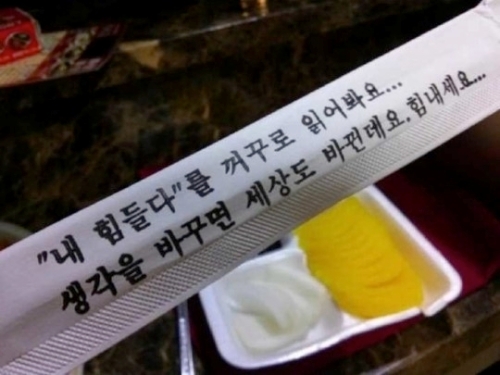 "내 힘들다"를 꺼꾸로 읽어봐요...
생각을 바꾸면 세상도 바뀐데요.힘내세요...